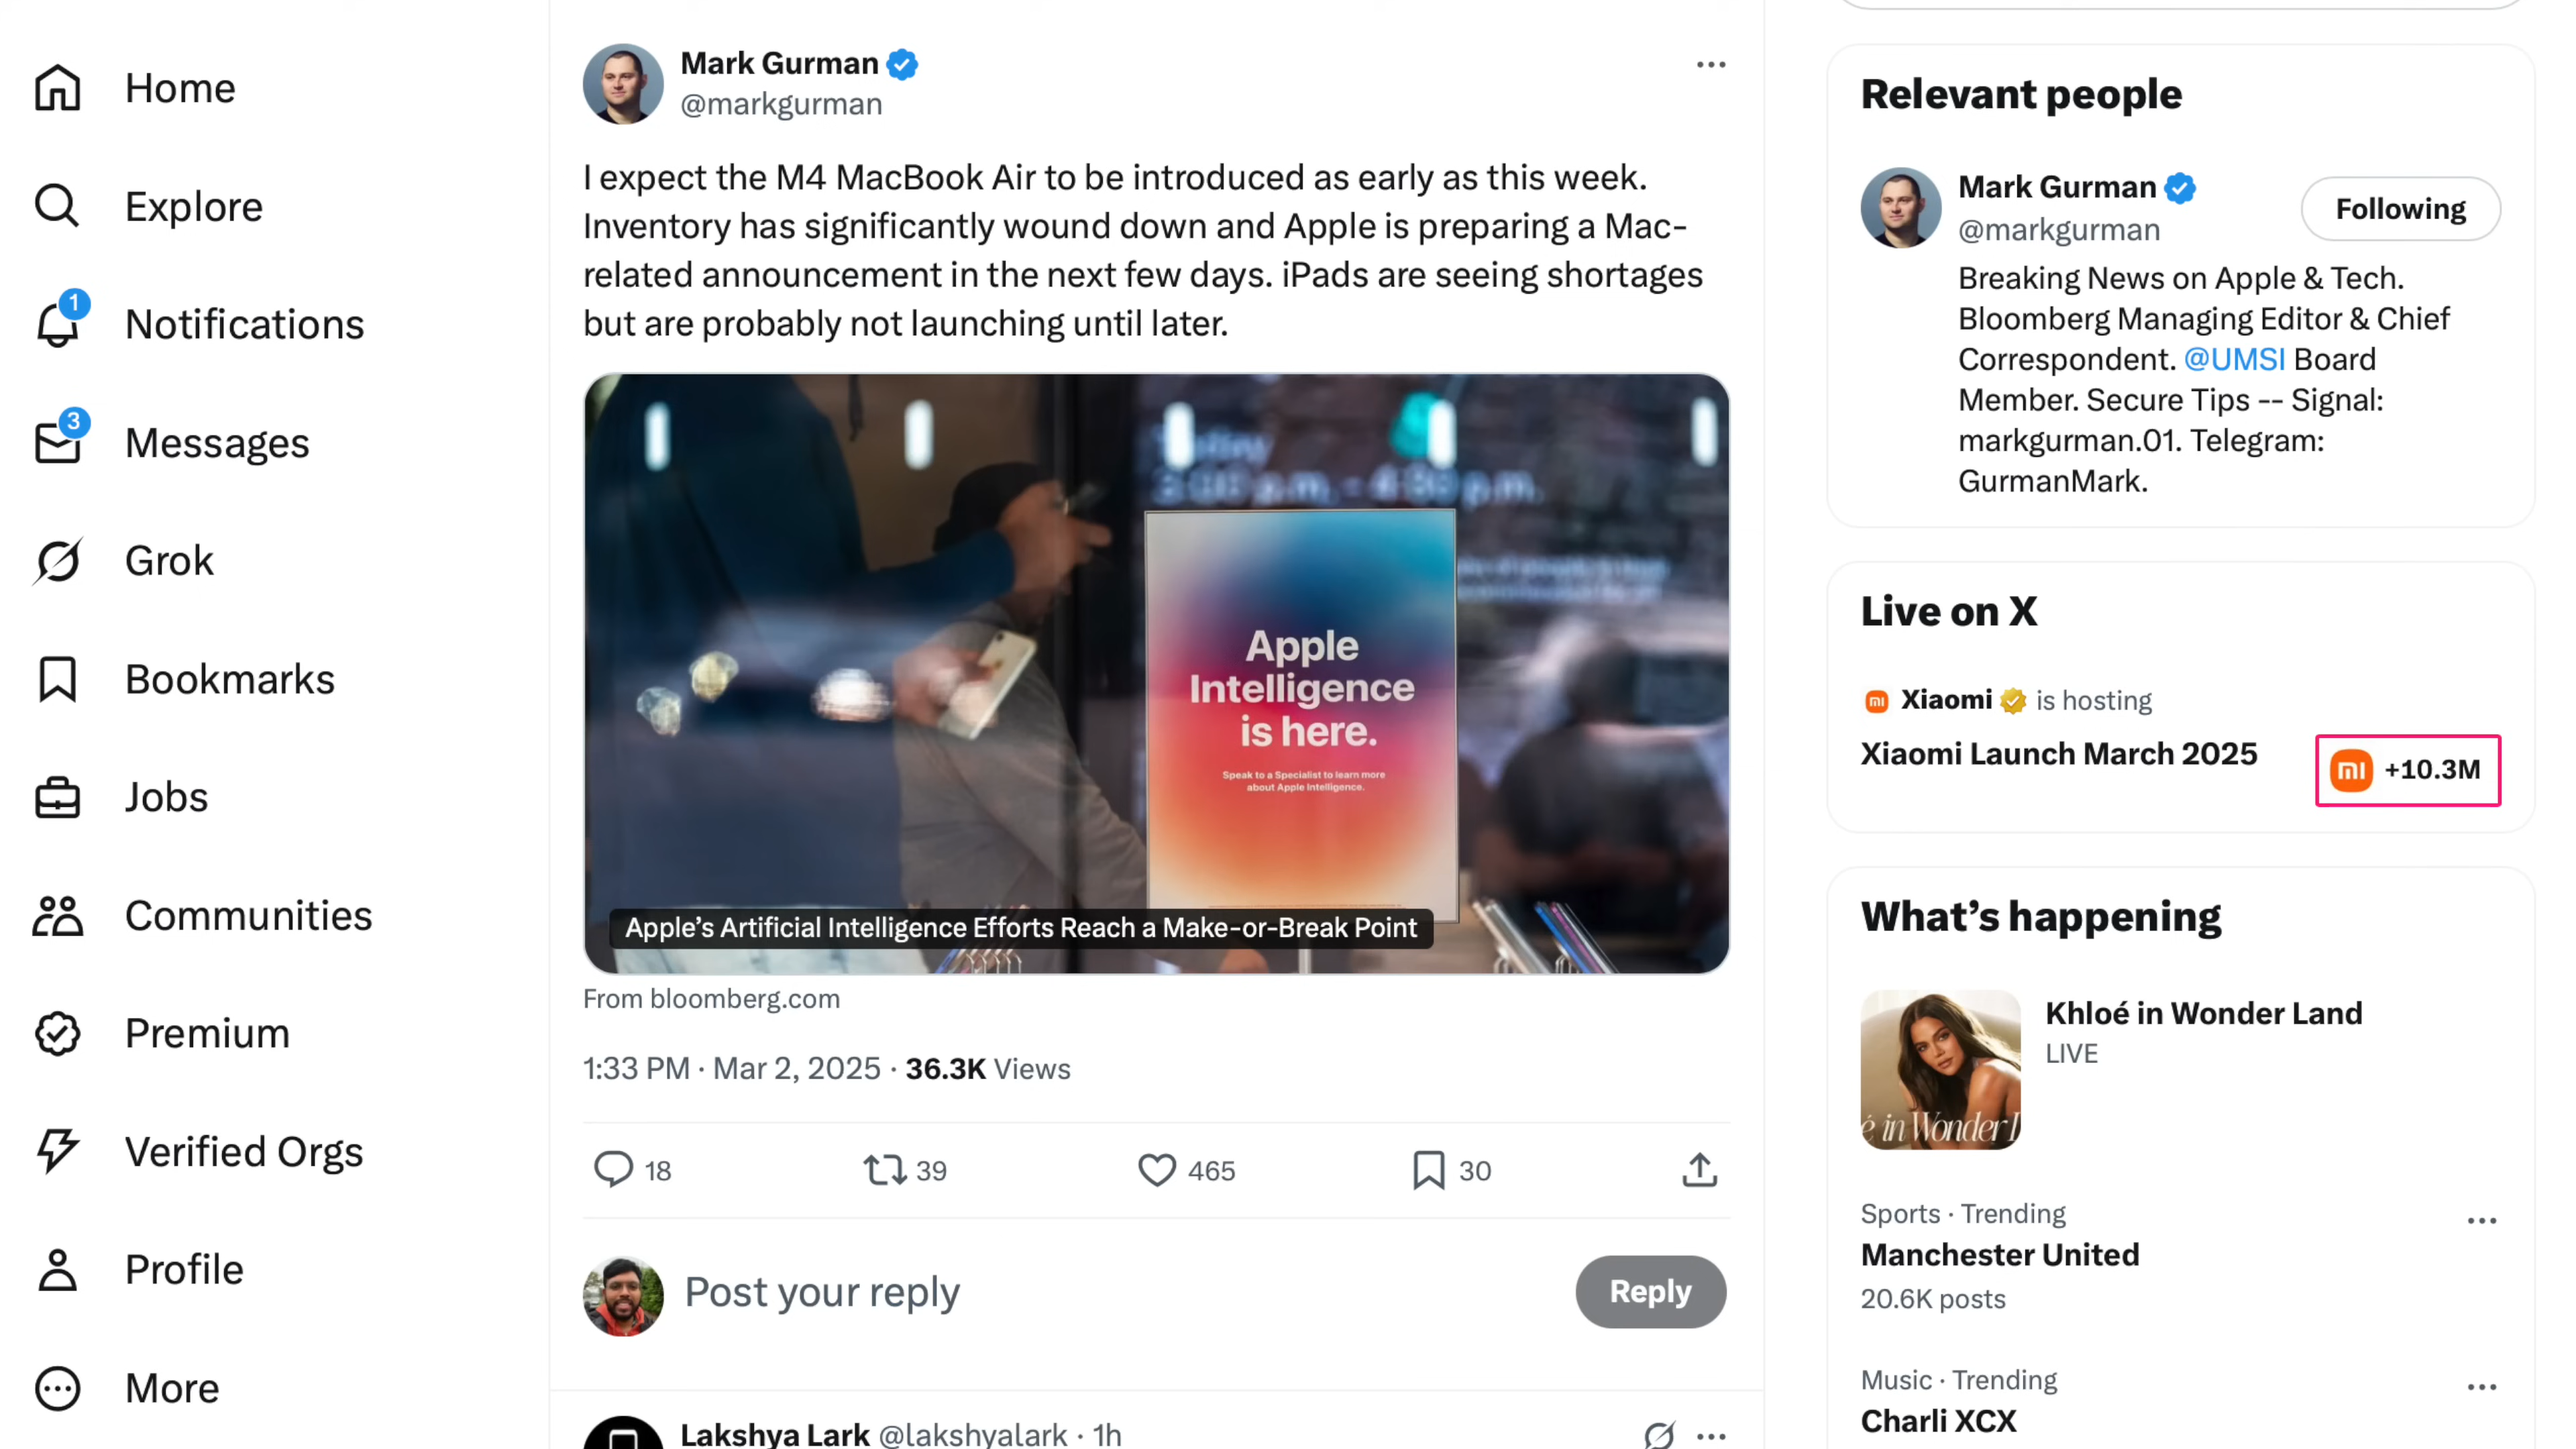 Home
Explore
1
Notifications
3
Messages
Grok
Bookmarks
Jobs
Communities
Premium
Verified Orgs
Profile
More
Mark Gurman
@markgurman
I expect the M4 MacBook Air to be introduced as early as this week.
Inventory has significantly wound down and Apple is preparing a Mac-
related announcement in the next few days. iPads are seeing shortages
but are probably not launching until later.
3:00 p.m. – 4:30 p.m.
Apple
Intelligence
is here.
Speak to a Specialist to learn more
about Apple Intelligence.
Apple’s Artificial Intelligence Efforts Reach a Make-or-Break Point
From bloomberg.com
1:33 PM · Mar 2, 2025 · 36.3K Views
18 39 465 30
Post your reply
Reply
Lakshya Lark @lakshyalark · 1h
Relevant people
Mark Gurman
@markgurman
Following
Breaking News on Apple & Tech.
Bloomberg Managing Editor & Chief
Correspondent. @UMSI Board
Member. Secure Tips -- Signal:
markgurman.01. Telegram:
GurmanMark.
Live on X
mi Xiaomi is hosting
Xiaomi Launch March 2025
mi +10.3M
What’s happening
é in Wonder
Khloé in Wonder Land
LIVE
Sports · Trending
Manchester United
20.6K posts
Music · Trending
Charli XCX